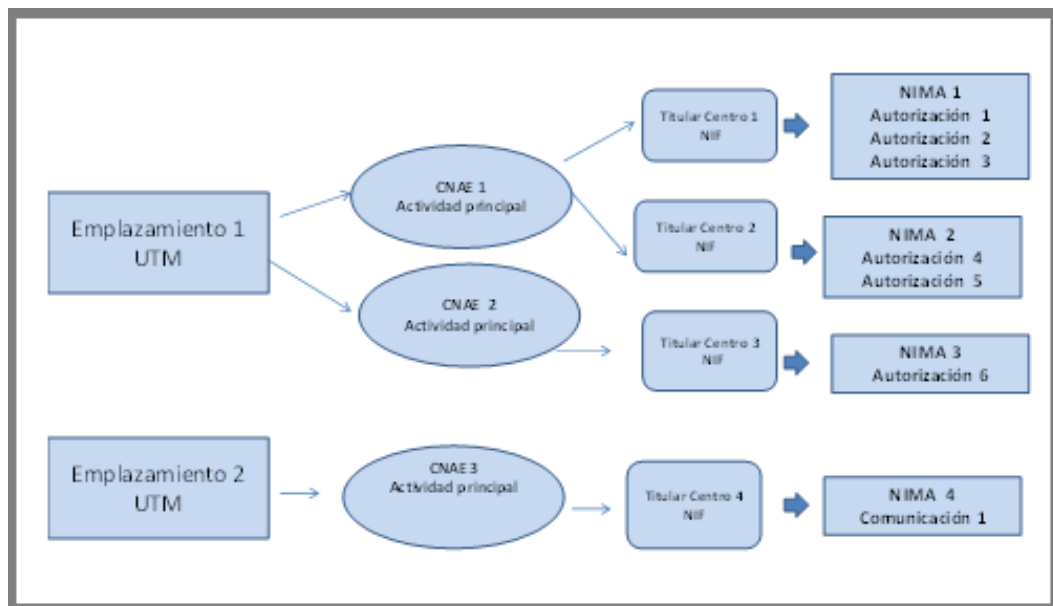 Emplazamiento 1
UTM
CNAE 1
Actividad principal
Titular Centro 1
NIF
NIMA 1
Autorización 1
Autorización 2
Autorización 3
Titular Centro 2
NIF
NIMA 2
Autorización 4
Autorización 5
CNAE 2
Actividad principal
Titular Centro 3
NIF
NIMA 3
Autorización 6
Emplazamiento 2
UTM
CNAE3
Actividad principal
Titular Centro 4
NIF
NIMA 4
Comunicación 1